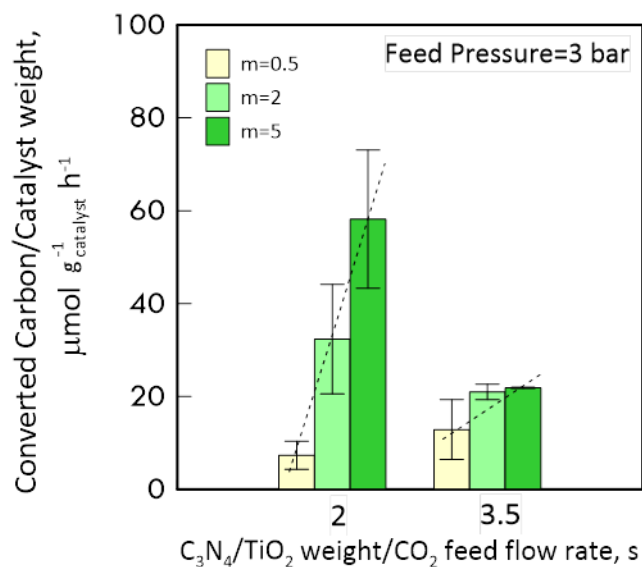 100
80
60
40
20
0
Feed Pressure=3 bar
m=0.5
m=2
m=5
Converted Carbon/Catalyst weight,
μmol g⁻¹catalyst h⁻¹
2
3.5
C₃N₄/TiO₂ weight/CO₂ feed flow rate, s